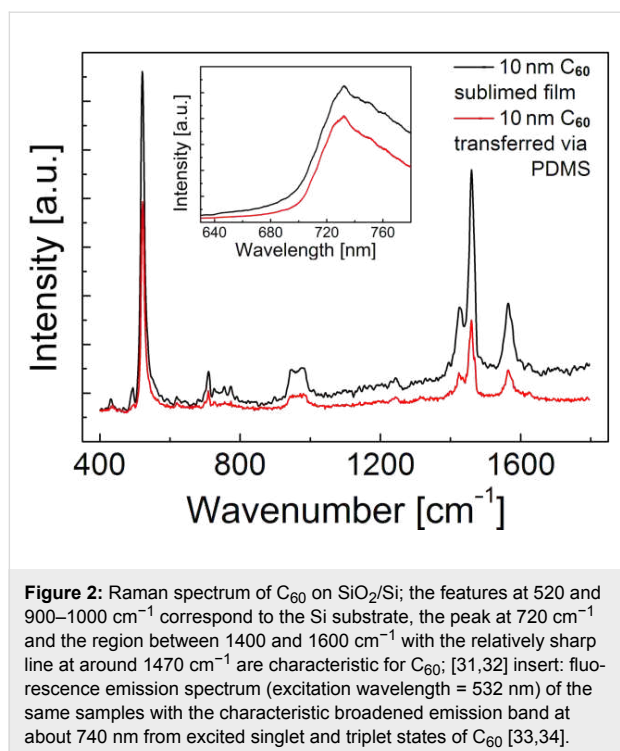 10 nm C₆₀
sublimed film
10 nm C₆₀
transferred via
PDMS
Intensity [a.u.]
Intensity [a.u.]
640 680 720 760
Wavelength [nm]
400 800 1200 1600
Wavenumber [cm⁻¹]
Figure 2: Raman spectrum of C₆₀ on SiO₂/Si; the features at 520 and
900–1000 cm⁻¹ correspond to the Si substrate, the peak at 720 cm⁻¹
and the region between 1400 and 1600 cm⁻¹ with the relatively sharp
line at around 1470 cm⁻¹ are characteristic for C₆₀; [31,32] insert: fluo-
rescence emission spectrum (excitation wavelength = 532 nm) of the
same samples with the characteristic broadened emission band at
about 740 nm from excited singlet and triplet states of C₆₀ [33,34].